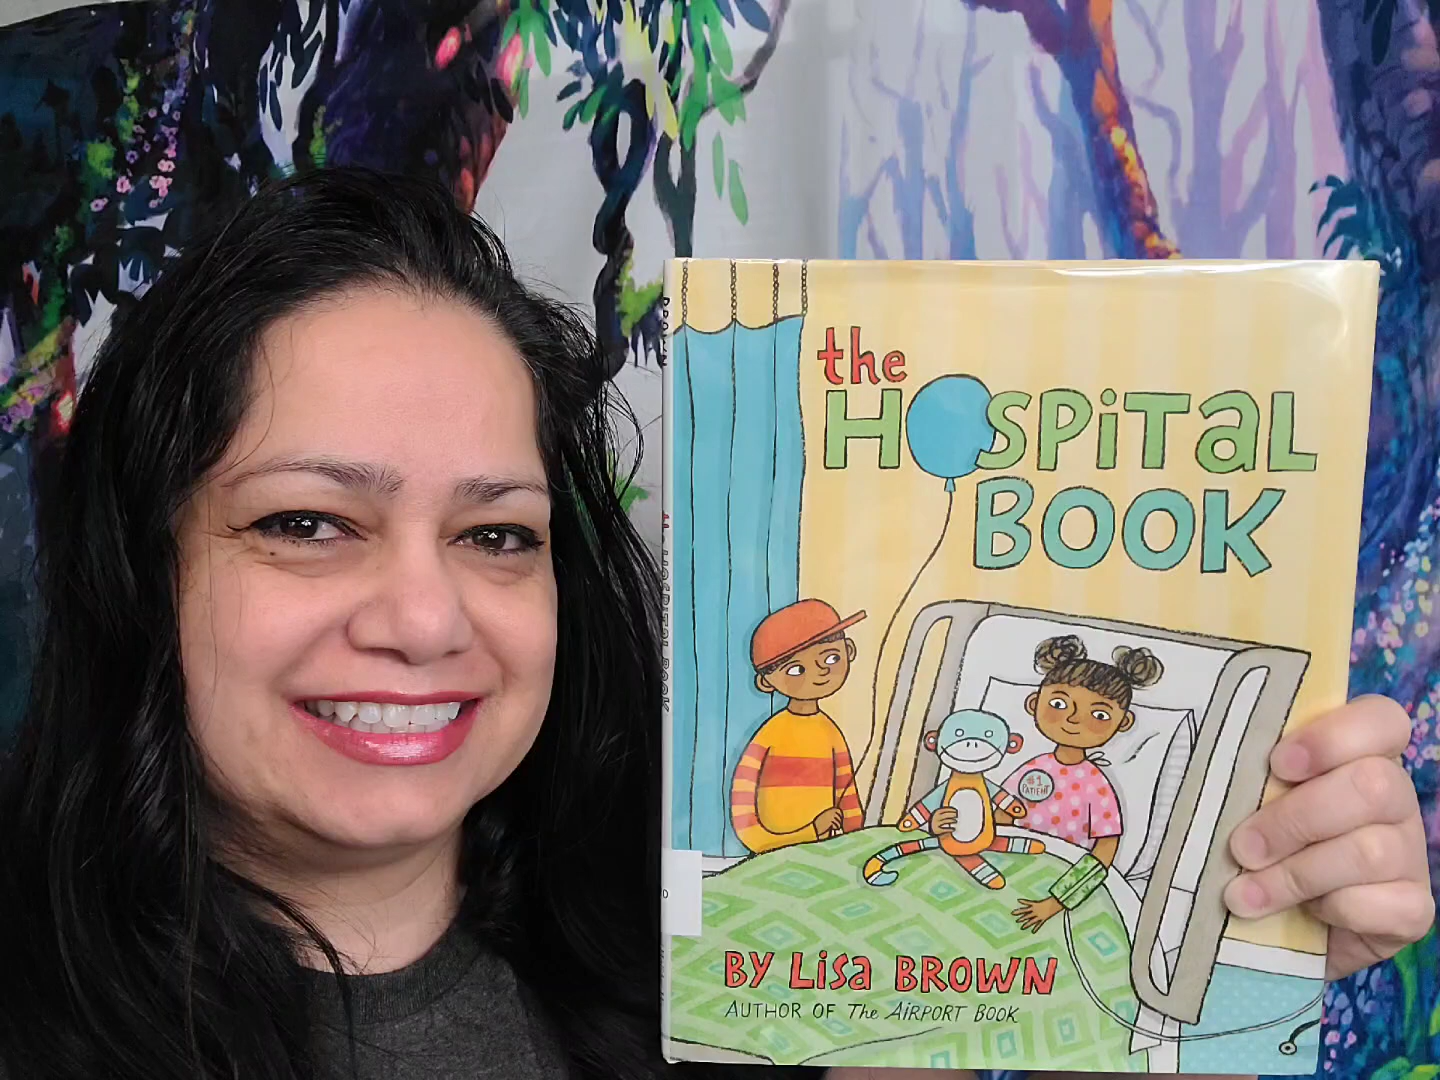 the
HOSPiTaL
BOOK
#1
PATIENT
BY LiSa BROWN
AUTHOR OF The AiRPORT BOOK